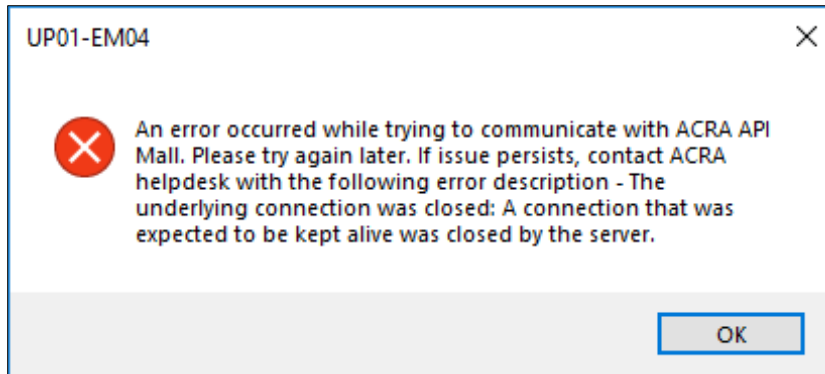 UP01-EM04
An error occurred while trying to communicate with ACRA API
Mall. Please try again later. If issue persists, contact ACRA
helpdesk with the following error description - The
underlying connection was closed: A connection that was
expected to be kept alive was closed by the server.
OK